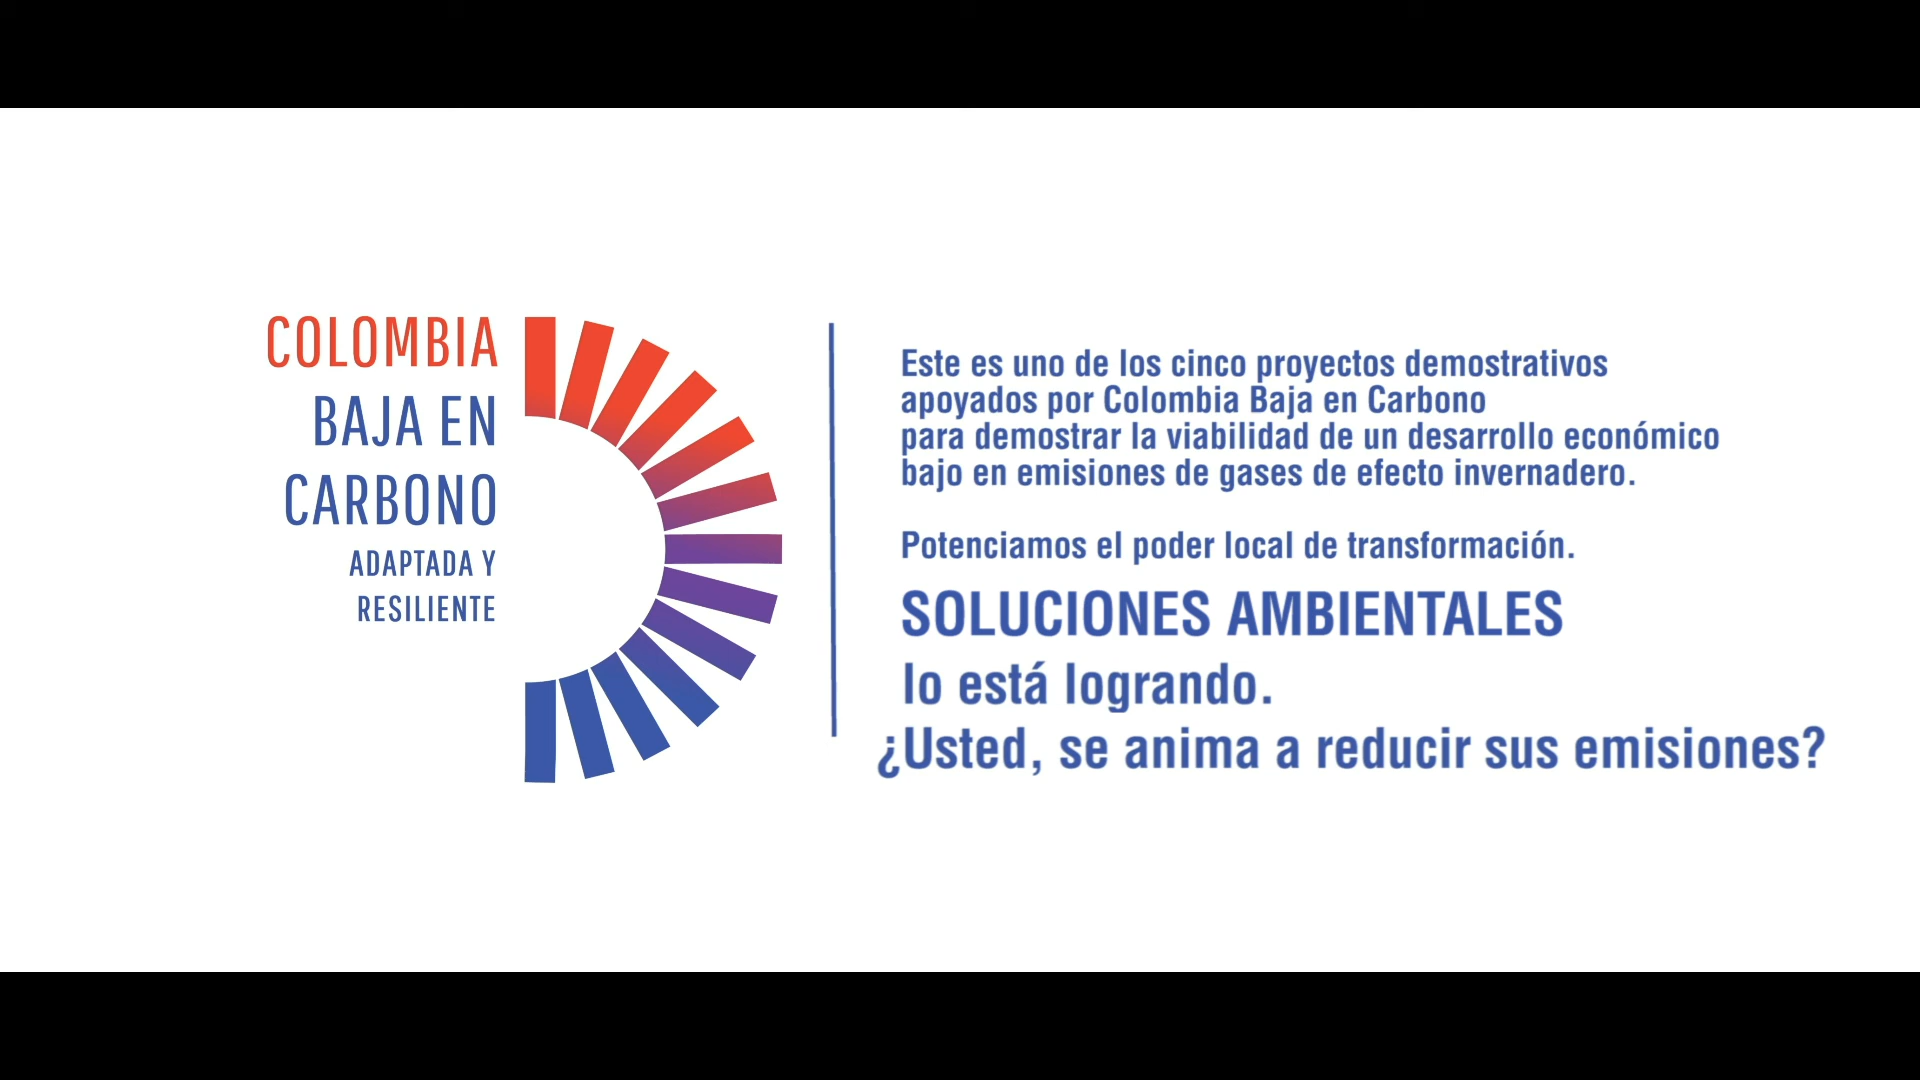 COLOMBIA
BAJA EN
CARBONO
ADAPTADA Y
RESILIENTE
Este es uno de los cinco proyectos demostrativos
apoyados por Colombia Baja en Carbono
para demostrar la viabilidad de un desarrollo económico
bajo en emisiones de gases de efecto invernadero.
Potenciamos el poder local de transformación.
SOLUCIONES AMBIENTALES
lo está logrando.
¿Usted, se anima a reducir sus emisiones?